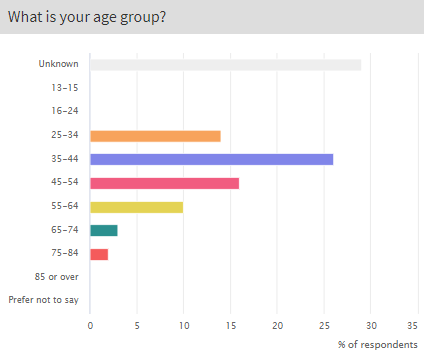 What is your age group?
Unknown
13–15
16–24
25–34
35–44
45–54
55–64
65–74
75–84
85 or over
Prefer not to say
0 5 10 15 20 25 30 35
% of respondents